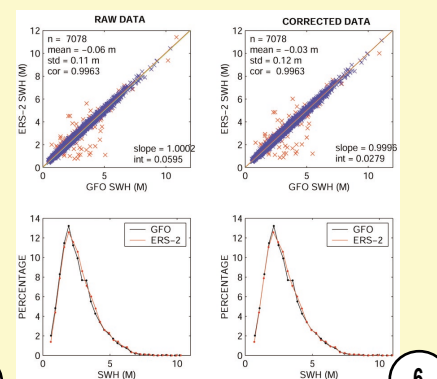 RAW DATA
n = 7078
mean = −0.06 m
std = 0.11 m
cor = 0.9963
slope = 1.0002
int = 0.0595
ERS−2 SWH (M)
12
10
8
6
4
2
0
0
5
10
GFO SWH (M)
CORRECTED DATA
n = 7078
mean = −0.03 m
std = 0.12 m
cor = 0.9963
slope = 0.9996
int = 0.0279
ERS−2 SWH (M)
12
10
8
6
4
2
0
0
5
10
GFO SWH (M)
PERCENTAGE
14
12
10
8
6
4
2
0
GFO
ERS−2
0
5
10
SWH (M)
PERCENTAGE
14
12
10
8
6
4
2
0
GFO
ERS−2
0
5
10
SWH (M)
6